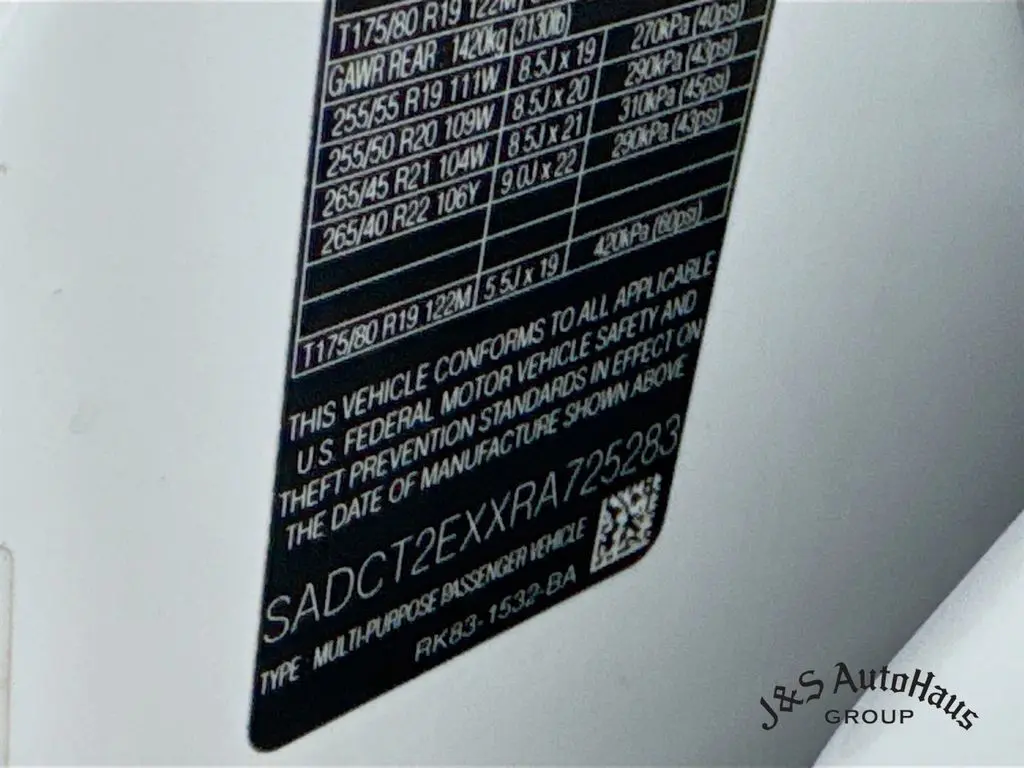 T175/80 R19 122M
GAWR REAR 1420kg (3130lb)
255/55 R19 111W 8.5J x 19 270kPa (40psi)
255/50 R20 109W 8.5J x 20 290kPa (43psi)
265/45 R21 104W 8.5J x 21 310kPa (45psi)
265/40 R22 106Y 9.0J x 22 290kPa (43psi)
T175/80 R19 122M 5.5J x 19 420kPa (60psi)
THIS VEHICLE CONFORMS TO ALL APPLICABLE
U.S. FEDERAL MOTOR VEHICLE SAFETY AND
THEFT PREVENTION STANDARDS IN EFFECT ON
THE DATE OF MANUFACTURE SHOWN ABOVE
SADCT2EXXRA725283
TYPE : MULTI-PURPOSE PASSENGER VEHICLE
RK83-1532-BA
J&S AutoHaus
GROUP